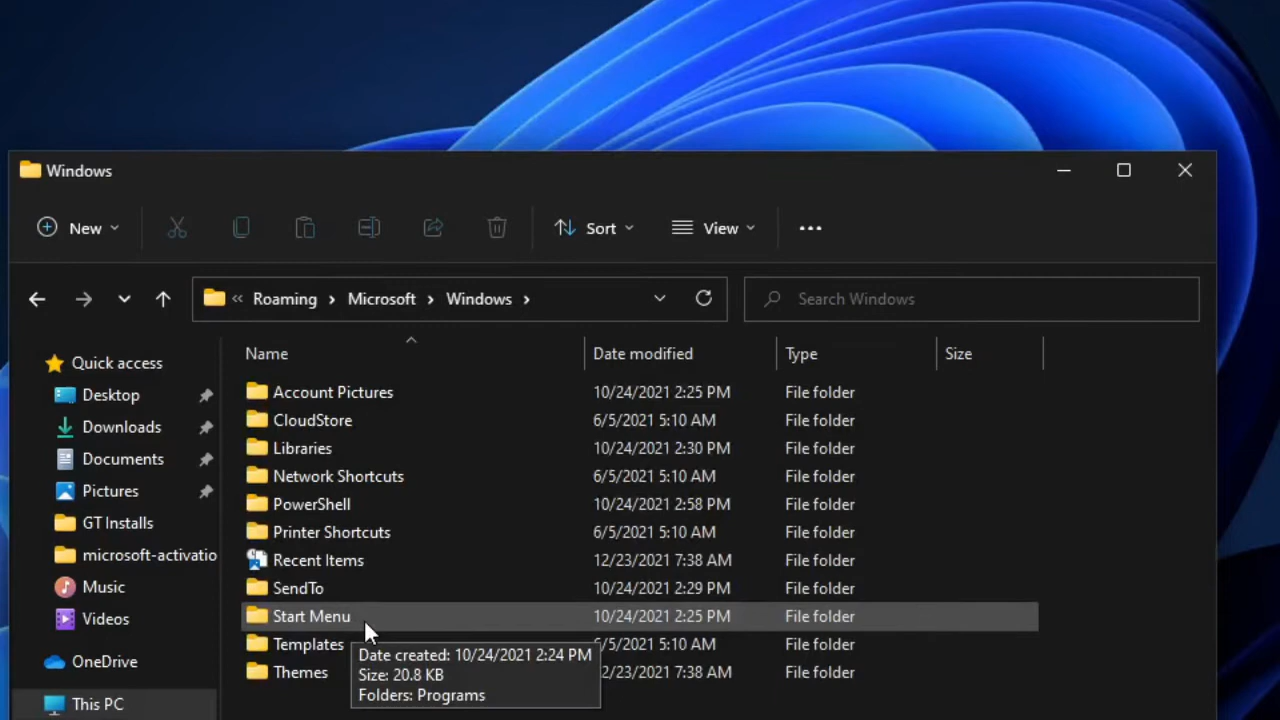 Windows
New
Sort
View
« Roaming > Microsoft > Windows >
Search Windows
Name Date modified Type Size
Quick access
Desktop
Downloads
Documents
Pictures
GT Installs
microsoft-activatio
Music
Videos
OneDrive
This PC
Account Pictures 10/24/2021 2:25 PM File folder
CloudStore 6/5/2021 5:10 AM File folder
Libraries 10/24/2021 2:30 PM File folder
Network Shortcuts 6/5/2021 5:10 AM File folder
PowerShell 10/24/2021 2:58 PM File folder
Printer Shortcuts 6/5/2021 5:10 AM File folder
Recent Items 12/23/2021 7:38 AM File folder
SendTo 10/24/2021 2:29 PM File folder
Start Menu 10/24/2021 2:25 PM File folder
Templates /5/2021 5:10 AM File folder
Themes 2/23/2021 7:38 AM File folder
Date created: 10/24/2021 2:24 PM
Size: 20.8 KB
Folders: Programs